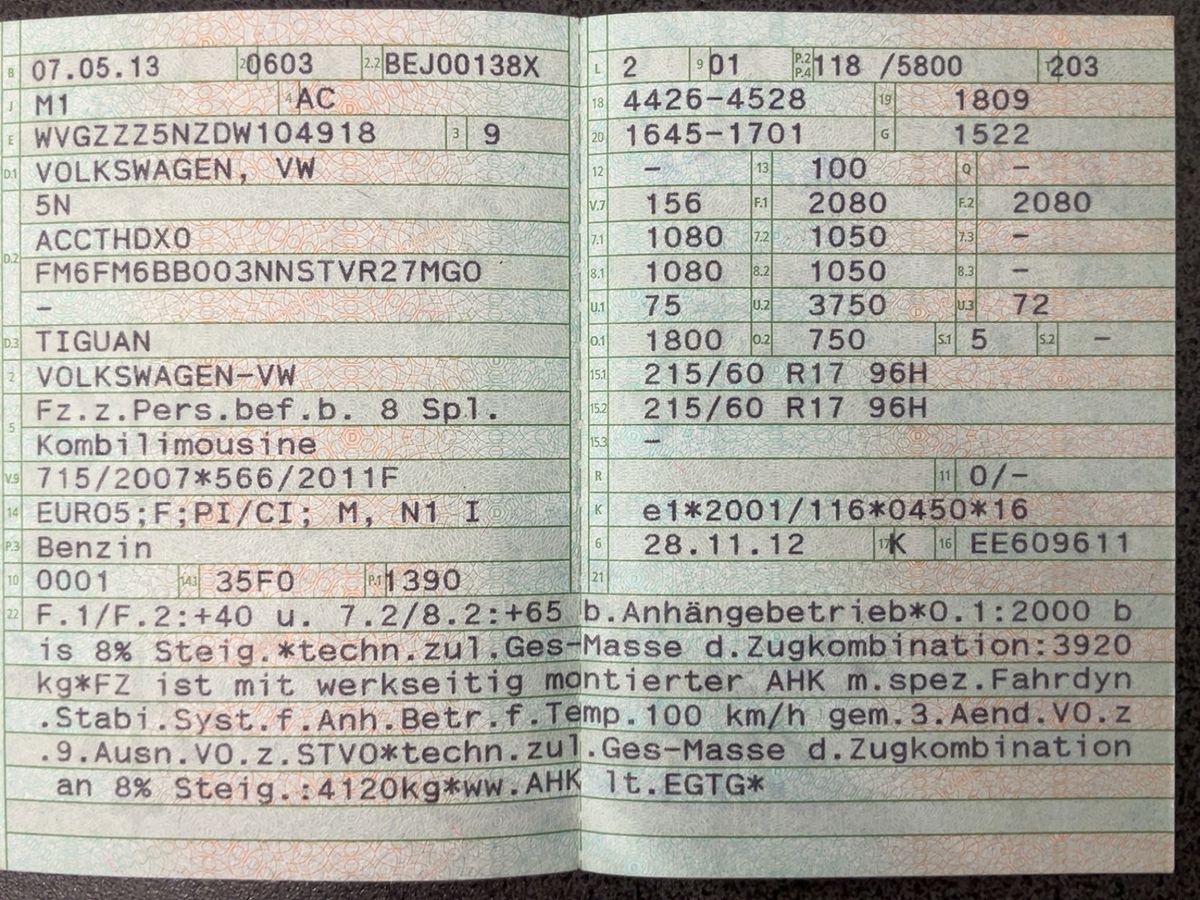 B 07.05.13 2.1 0603 2.2 BEJ00138X
J M1 4 AC
E WVGZZZ5NZDW104918 3 9
D.1 VOLKSWAGEN, VW
5N
D.2 ACCTHDX0
FM6FM6BB003NNSTVR27MG0
–
D.3 TIGUAN
2 VOLKSWAGEN-VW
5 Fz.z.Pers.bef.b. 8 Spl.
Kombilimousine
V.9 715/2007*566/2011F
14 EURO5;F;PI/CI; M, N1 I
P.3 Benzin
10 0001 14.1 35F0 P.1 1390
L 2 9 01 P.2 P.4 118 /5800 T 203
18 4426-4528 19 1809
20 1645-1701 G 1522
12 – 13 100 Q –
V.7 156 F.1 2080 F.2 2080
7.1 1080 7.2 1050 7.3 –
8.1 1080 8.2 1050 8.3 –
U.1 75 U.2 3750 U.3 72
O.1 1800 O.2 750 S.1 5 S.2 –
15.1 215/60 R17 96H
15.2 215/60 R17 96H
15.3 –
R 11 0/-
K e1*2001/116*0450*16
6 28.11.12 17 K 16 EE609611
21
22 F.1/F.2:+40 u. 7.2/8.2:+65 b.Anhängebetrieb*O.1:2000 b
is 8% Steig.*techn.zul.Ges-Masse d.Zugkombination:3920
kg*FZ ist mit werkseitig montierter AHK m.spez.Fahrdyn
.Stabi.Syst.f.Anh.Betr.f.Temp.100 km/h gem.3.Aend.VO.z
.9.Ausn.VO.z.STVO*techn.zul.Ges-Masse d.Zugkombination
an 8% Steig.:4120kg*ww.AHK lt.EGTG*